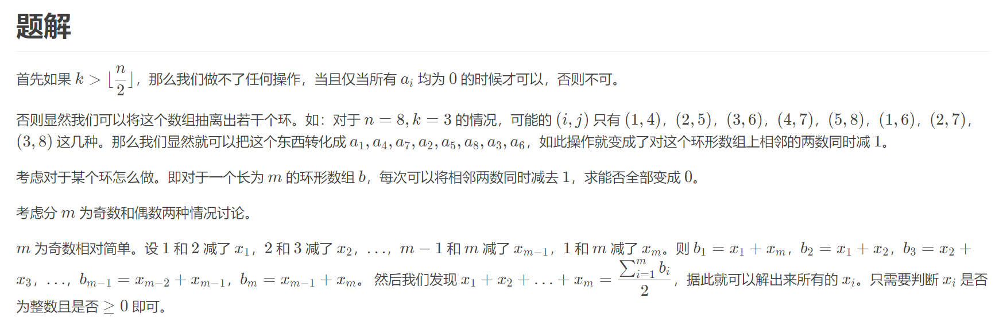 题解
首先如果 $k > \lfloor \frac{n}{2} \rfloor$，那么我们做不了任何操作，当且仅当所有 $a_i$ 均为 $0$ 的时候才可以，否则不可。
否则显然我们可以将这个数组抽离出若干个环。如：对于 $n = 8, k = 3$ 的情况，可能的 $(i, j)$ 只有 $(1, 4)$，$(2, 5)$，$(3, 6)$，$(4, 7)$，$(5, 8)$，$(1, 6)$，$(2, 7)$，
$(3, 8)$ 这几种。那么我们显然就可以把这个东西转化成 $a_1, a_4, a_7, a_2, a_5, a_8, a_3, a_6$，如此操作就变成了对这个环形数组上相邻的两数同时减 $1$。
考虑对于某个环怎么做。即对于一个长为 $m$ 的环形数组 $b$，每次可以将相邻两数同时减去 $1$，求能否全部变成 $0$。
考虑分 $m$ 为奇数和偶数两种情况讨论。
$m$ 为奇数相对简单。设 $1$ 和 $2$ 减了 $x_1$，$2$ 和 $3$ 减了 $x_2$，$\ldots$，$m - 1$ 和 $m$ 减了 $x_{m-1}$，$1$ 和 $m$ 减了 $x_m$。则 $b_1 = x_1 + x_m$，$b_2 = x_1 + x_2$，$b_3 = x_2 +$
$x_3$，$\ldots$，$b_{m-1} = x_{m-2} + x_{m-1}$，$b_m = x_{m-1} + x_m$。 然后我们发现 $x_1 + x_2 + \ldots + x_m = \frac{\sum_{i=1}^{m} b_i}{2}$，据此就可以解出来所有的 $x_i$。只需要判断 $x_i$ 是否
为整数且是否 $\geq 0$ 即可。